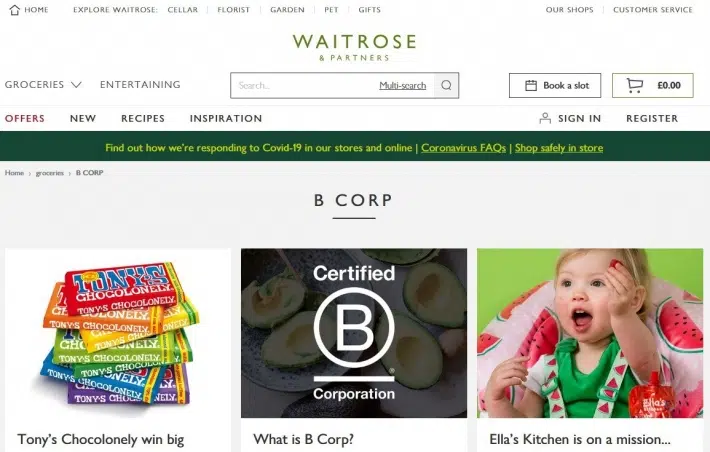 HOME EXPLORE WAITROSE: CELLAR FLORIST GARDEN PET GIFTS OUR SHOPS CUSTOMER SERVICE
WAITROSE
& PARTNERS
GROCERIES ENTERTAINING Search... Multi-search Book a slot £0.00
OFFERS NEW RECIPES INSPIRATION SIGN IN REGISTER
Find out how we're responding to Covid-19 in our stores and online | Coronavirus FAQs | Shop safely in store
Home › groceries › B CORP
B CORP
TONY'S
CHOCOLONELY
TONY'S CHOCOLONELY
TONY'S CHOCOLONELY
TONY'S CHOCOLONELY
TONY'S CHOCOLONELY
Certified
B
®
Corporation
Ella's
Kitchen
Tony's Chocolonely win big
What is B Corp?
Ella's Kitchen is on a mission...